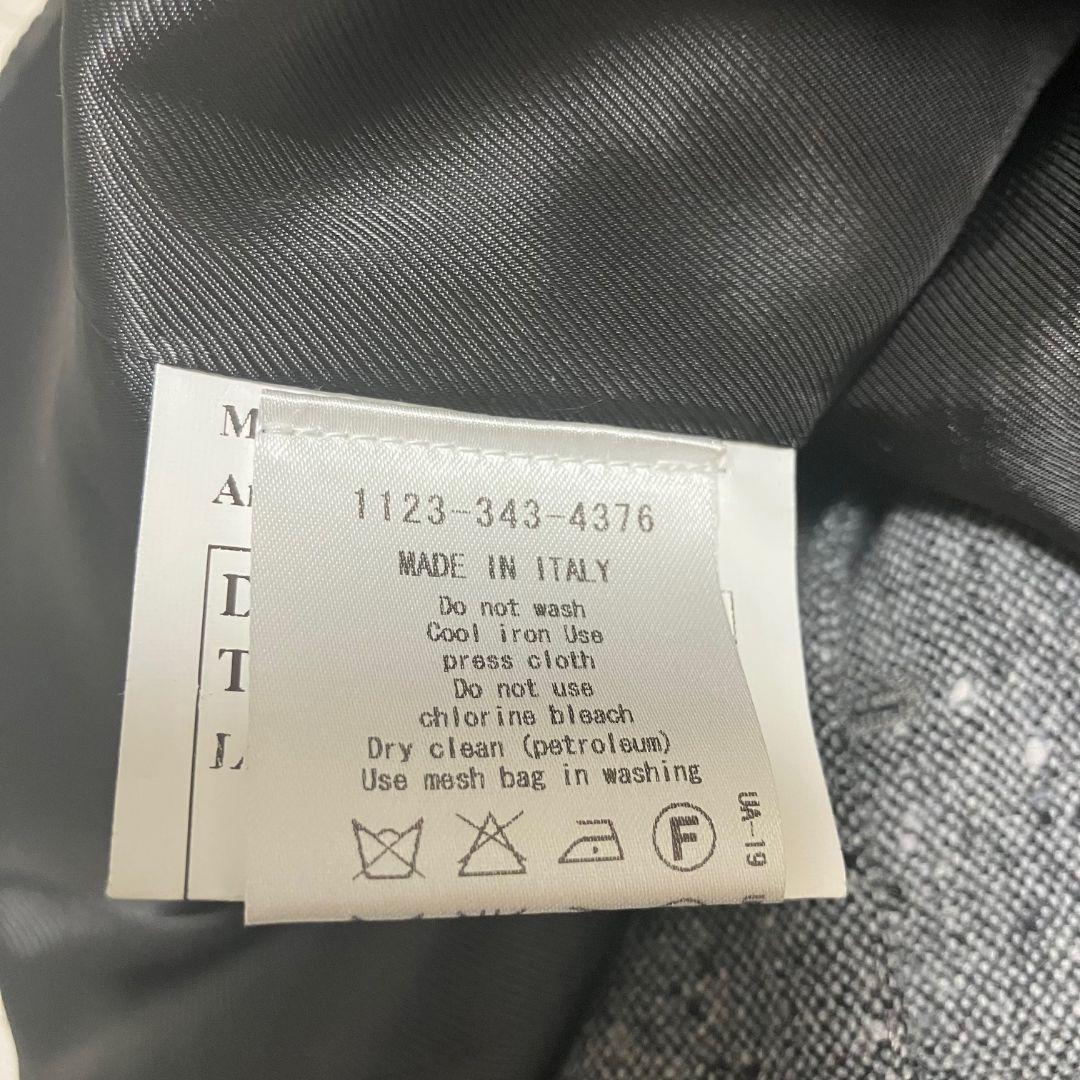 1123-343-4376
MADE IN ITALY
Do not wash
Cool iron Use
press cloth
Do not use
chlorine bleach
Dry clean (petroleum)
Use mesh bag in washing
F
UA-19